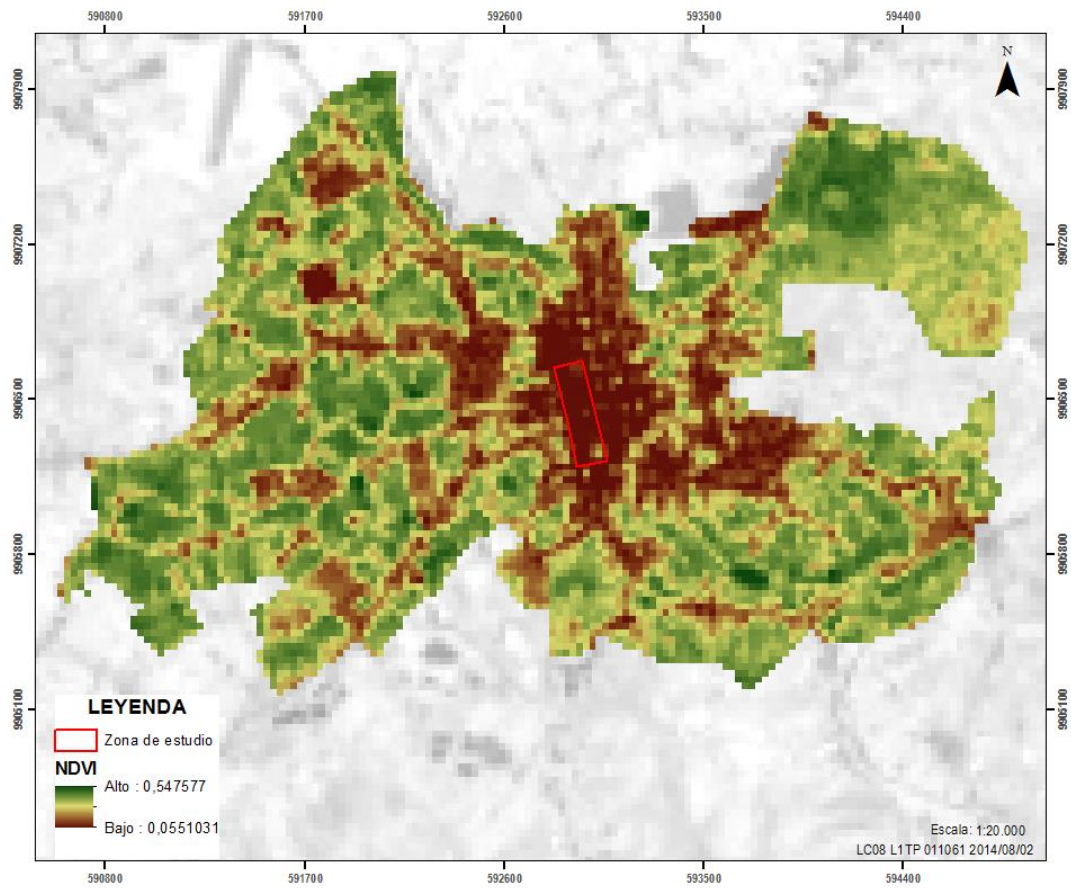 590800 591700 592600 593500 594400
N
9907900 9907900
9907200 9907200
9906500 9906500
9905800 9905800
9905100 9905100
LEYENDA
Zona de estudio
NDVI
Alto : 0,547577
Bajo : 0,0551031
Escala: 1:20.000
LC08 L1TP 011061 2014/08/02
590800 591700 592600 593500 594400